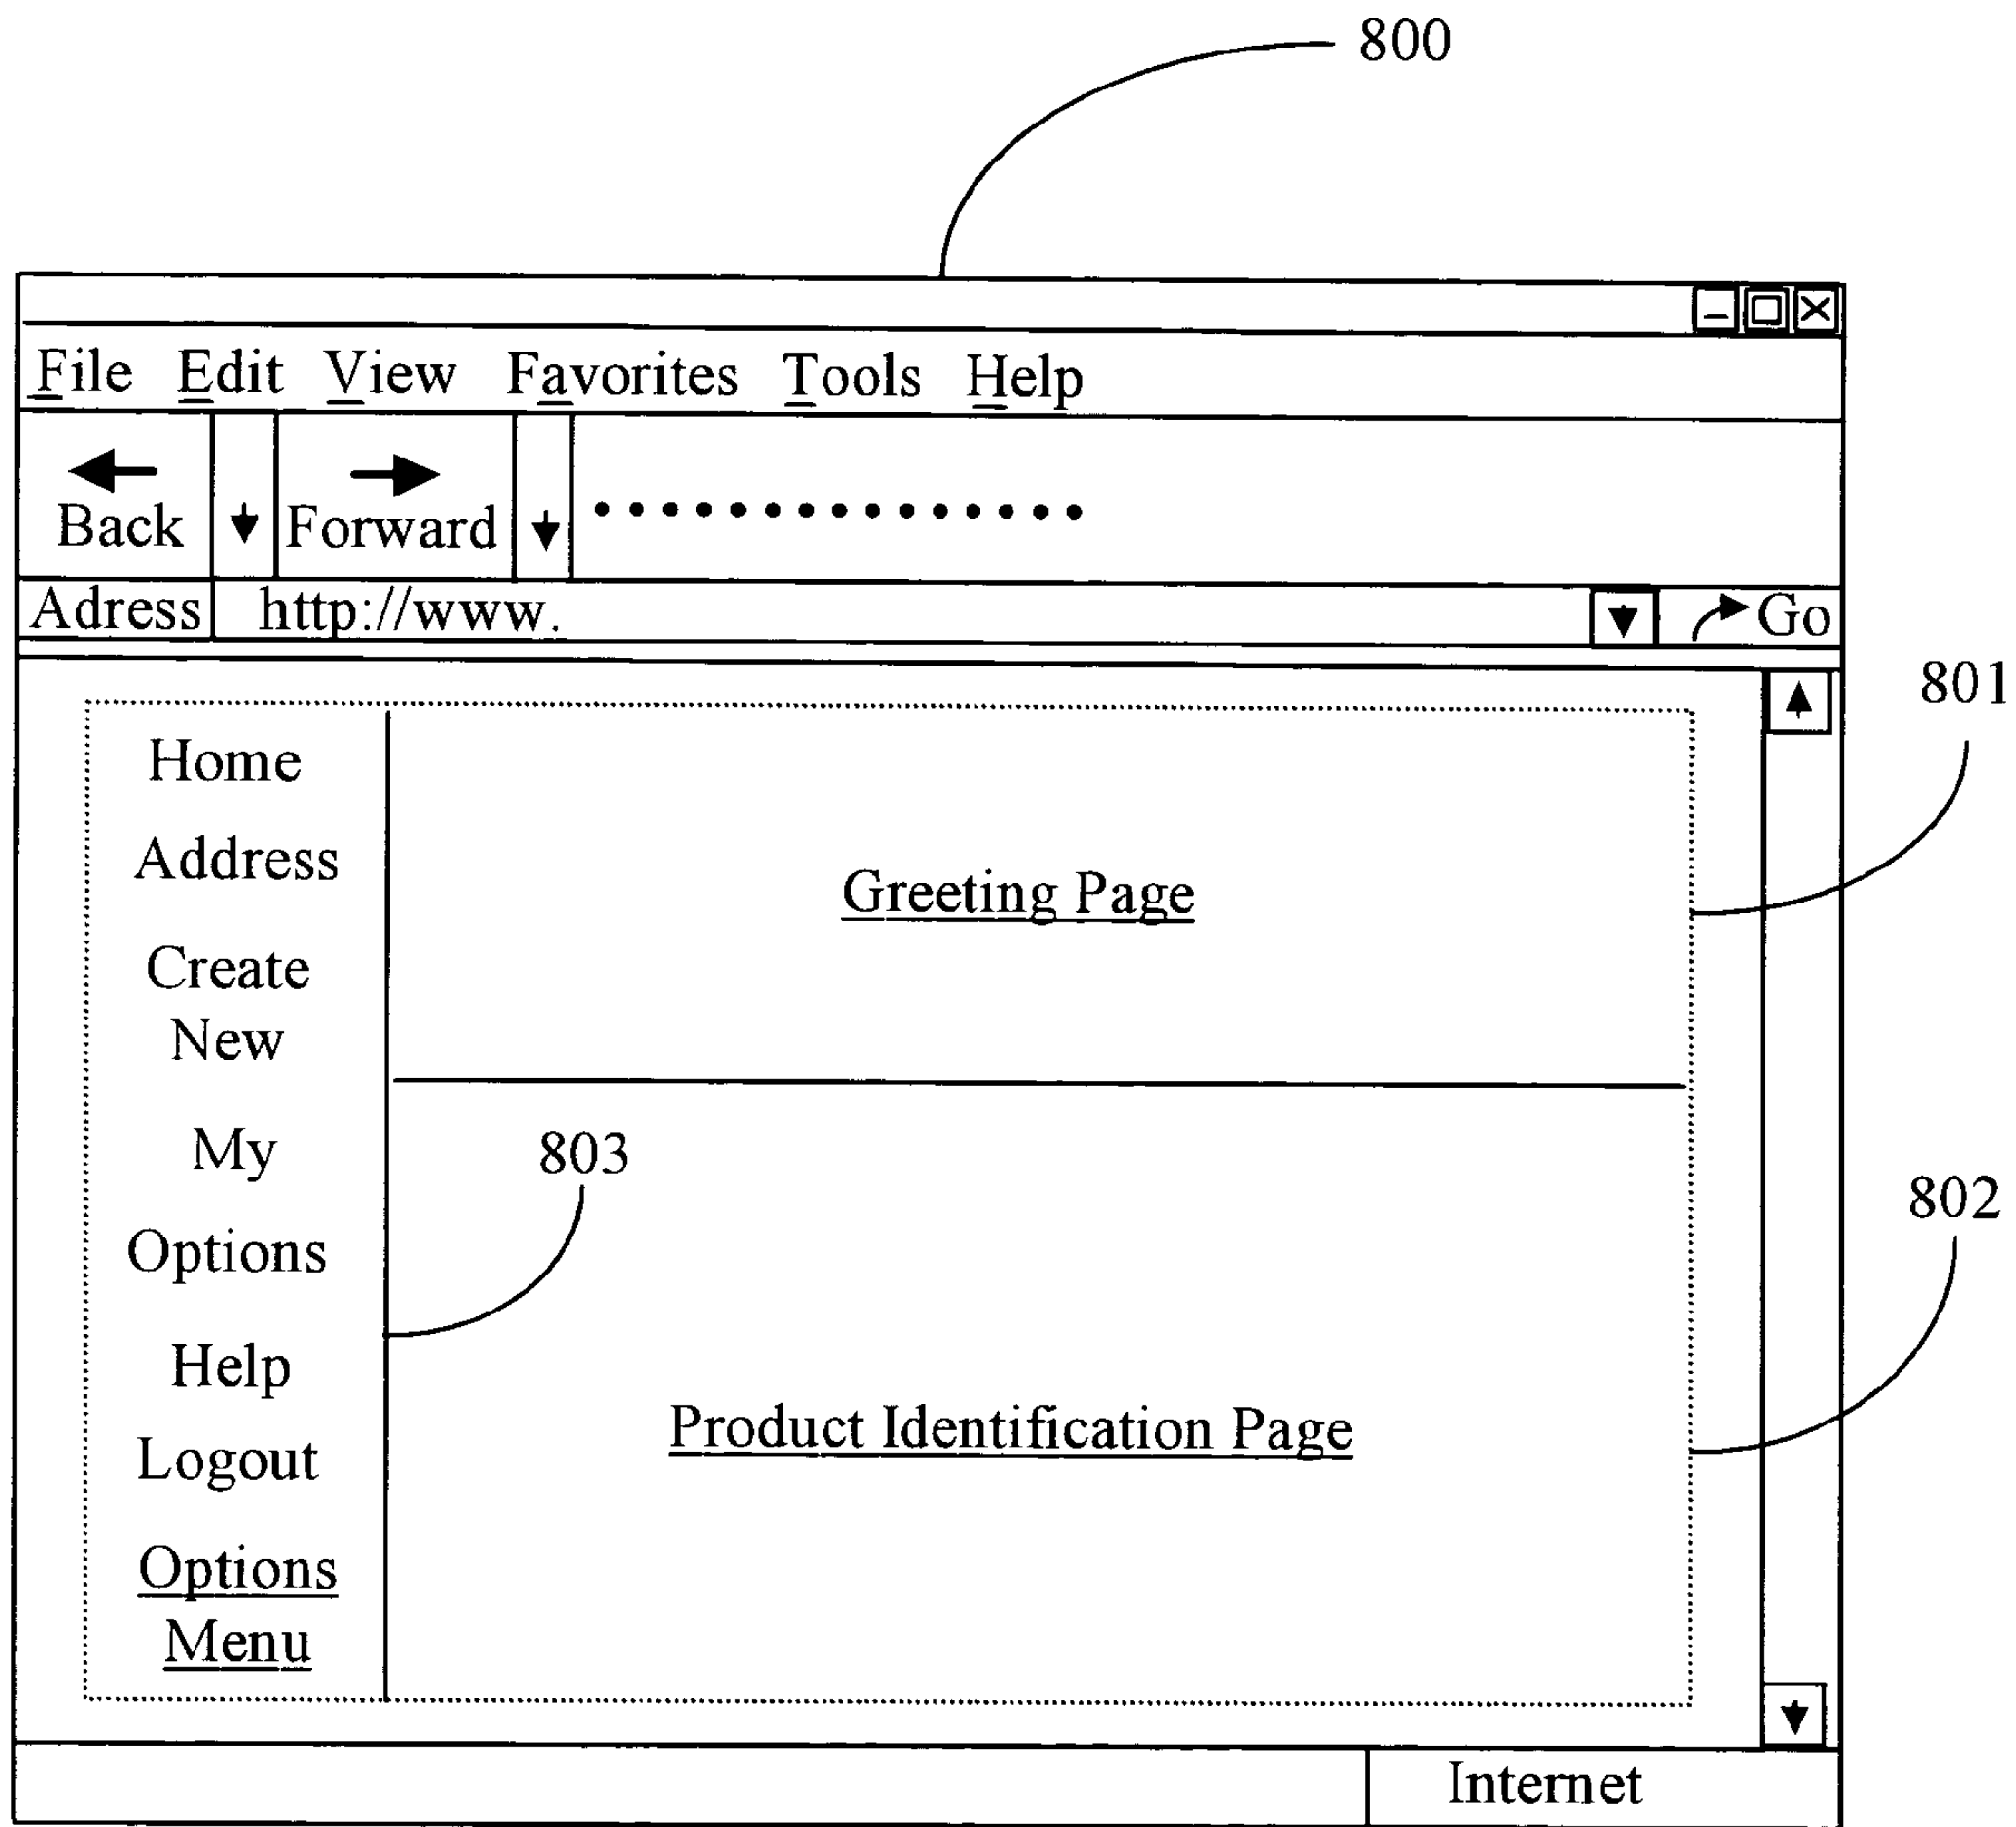 800
File Edit View Favorites Tools Help
Back Forward
Adress http://www. Go
801
Home
Address
Greeting Page
Create
New
My
803
802
Options
Help
Product Identification Page
Logout
Options
Menu
Internet